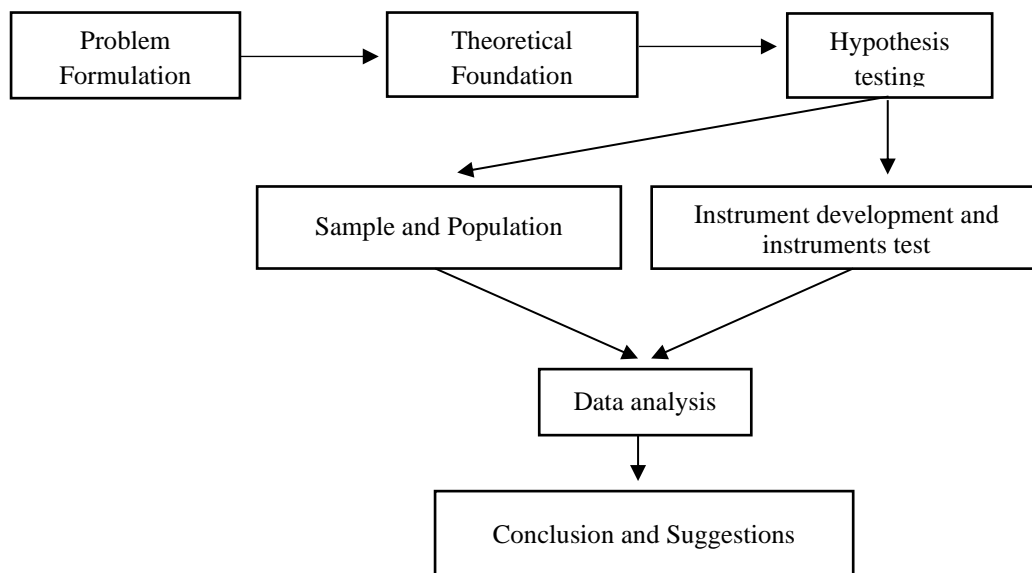 Problem
Formulation
Theoretical
Foundation
Hypothesis
testing
Sample and Population
Instrument development and
instruments test
Data analysis
Conclusion and Suggestions